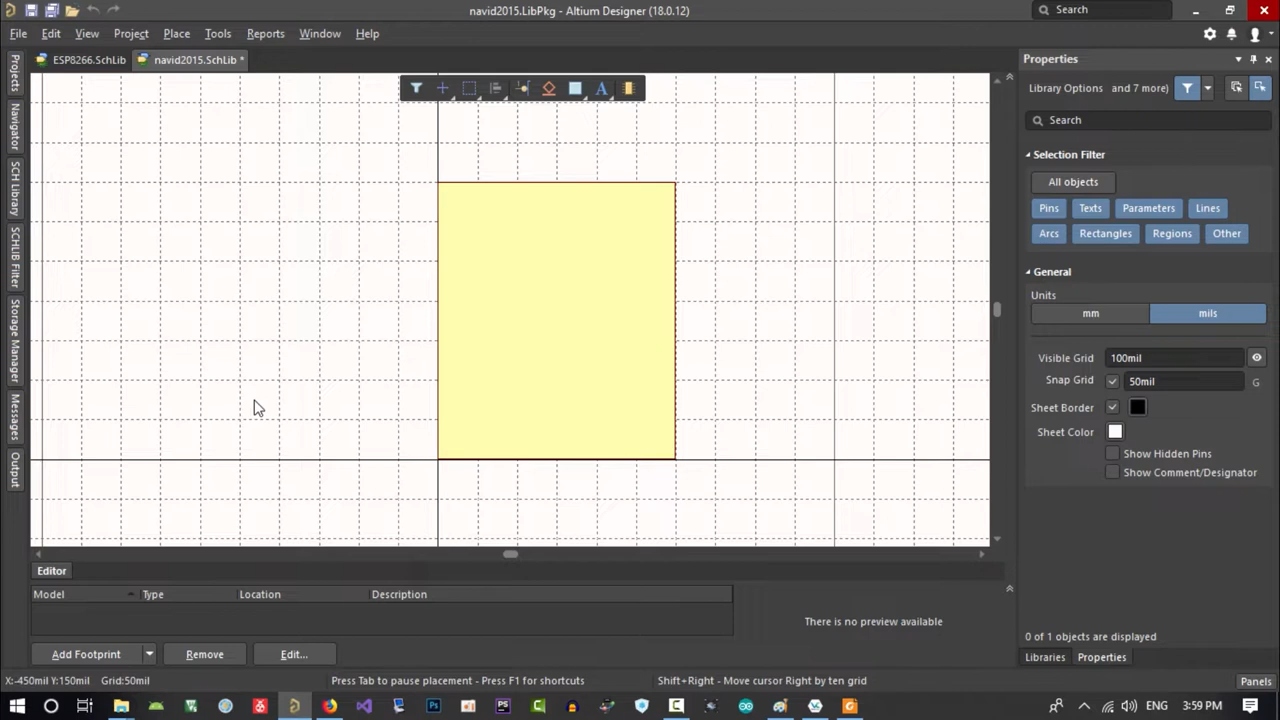 navid2015.LibPkg - Altium Designer (18.0.12)
Search
File Edit View Project Place Tools Reports Window Help
ESP8266.SchLib
navid2015.SchLib *
Projects
Navigator
SCH Library
SCHLIB Filter
Storage Manager
Messages
Output
A
Properties
Library Options and 7 more)
Search
Selection Filter
All objects
Pins Texts Parameters Lines
Arcs Rectangles Regions Other
General
Units
mm mils
Visible Grid 100mil
Snap Grid 50mil G
Sheet Border
Sheet Color
Show Hidden Pins
Show Comment/Designator
0 of 1 objects are displayed
Libraries Properties
Editor
Model Type Location Description
There is no preview available
Add Footprint Remove Edit...
X:-450mil Y:150mil Grid:50mil
Press Tab to pause placement - Press F1 for shortcuts
Shift+Right - Move cursor Right by ten grid
Panels
Ps
PS
ENG 3:59 PM